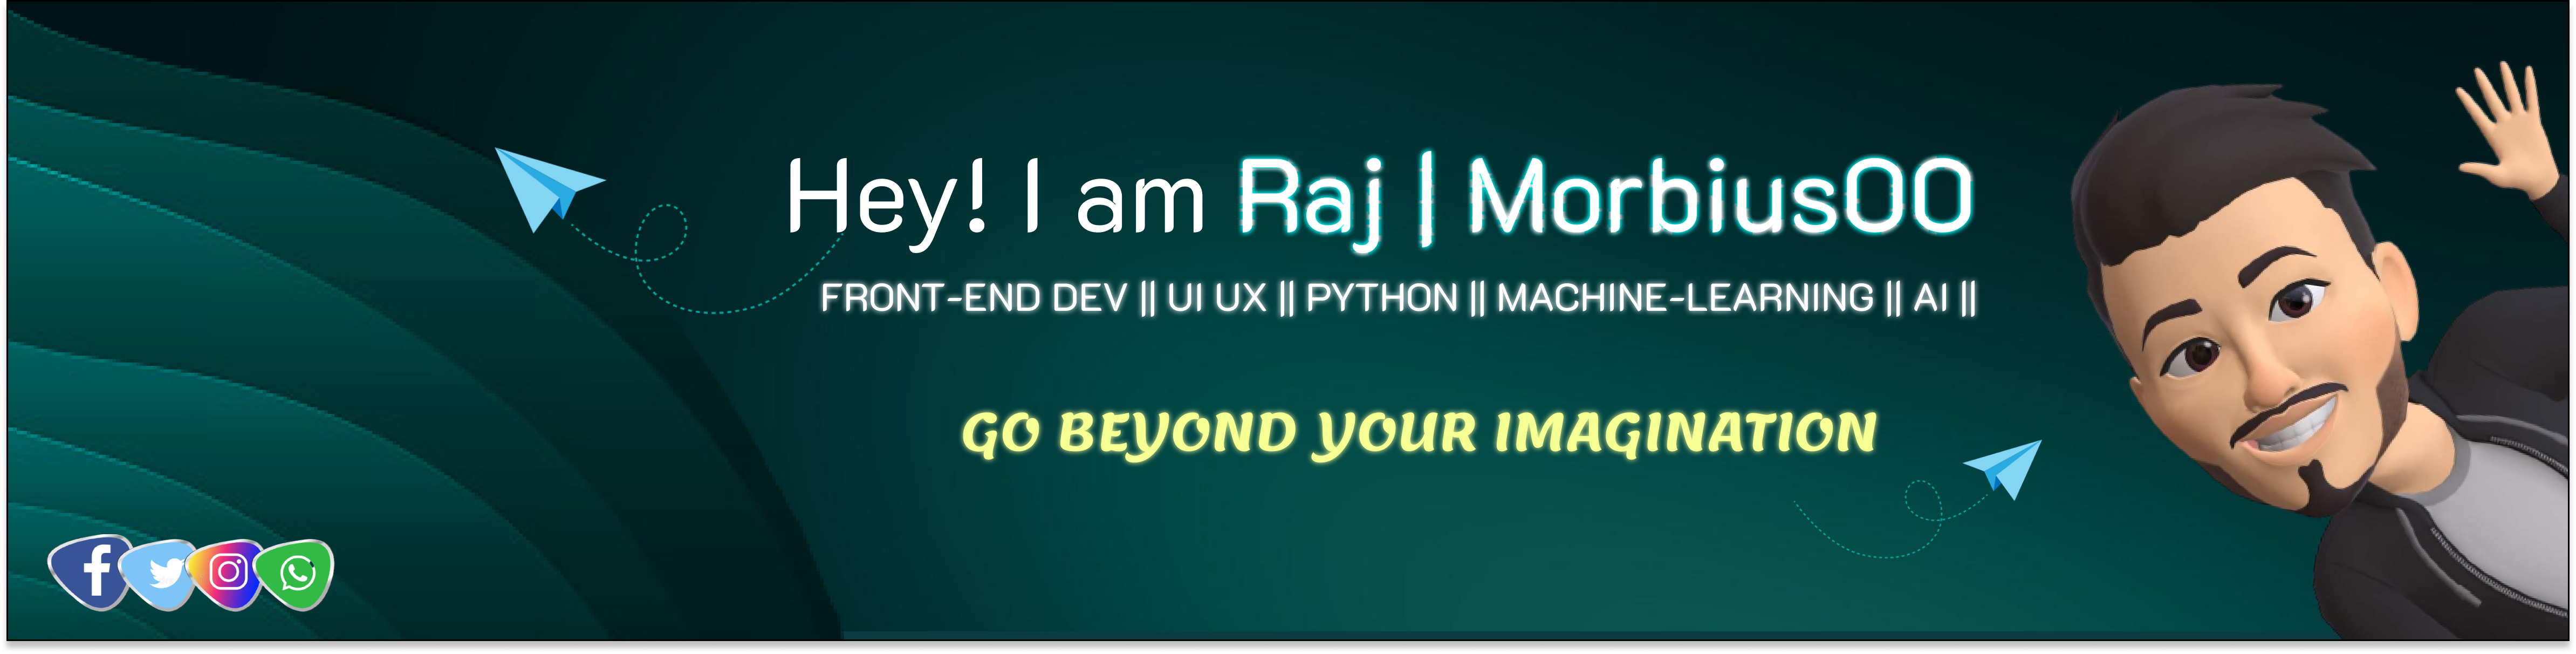 Hey! I am Raj | Morbius00
FRONT-END DEV || UI UX || PYTHON || MACHINE-LEARNING || AI ||
GO BEYOND YOUR IMAGINATION